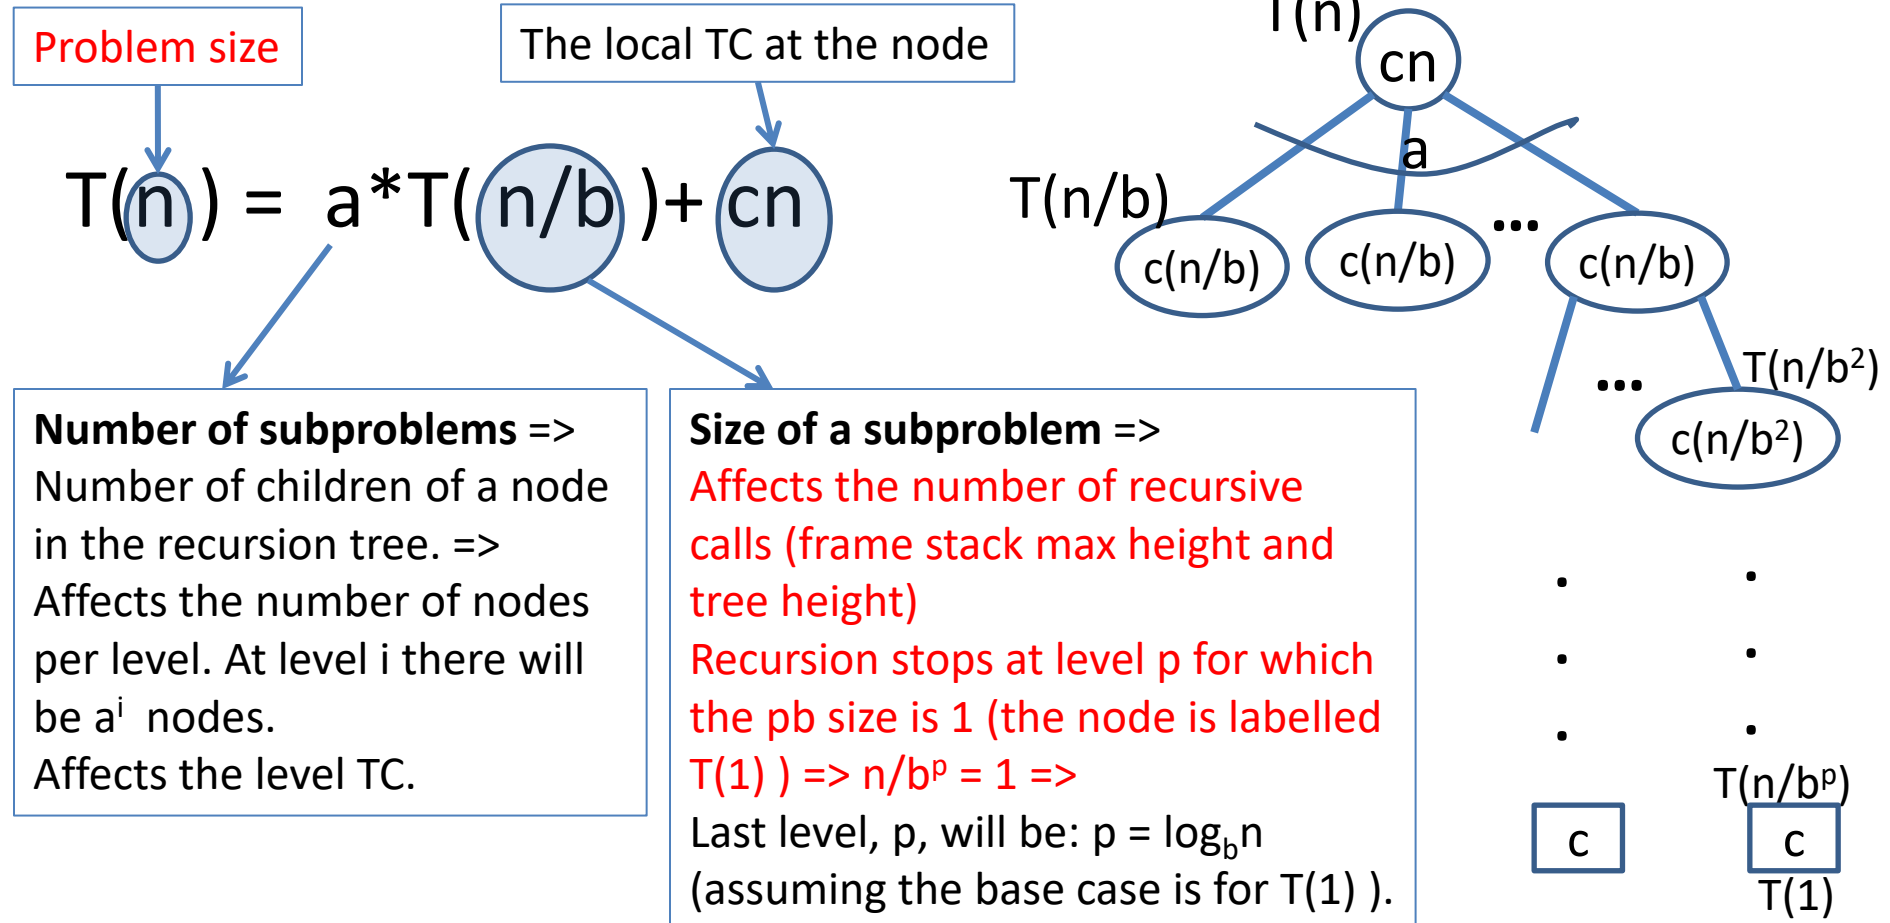 Problem size
The local TC at the node
T(n) = a*T( n/b )+ cn
Number of subproblems =>
Number of children of a node
in the recursion tree. =>
Affects the number of nodes
per level. At level i there will
be aⁱ nodes.
Affects the level TC.
Size of a subproblem =>
Affects the number of recursive
calls (frame stack max height and
tree height)
Recursion stops at level p for which
the pb size is 1 (the node is labelled
T(1) ) => n/bᵖ = 1 =>
Last level, p, will be: p = log_b n
(assuming the base case is for T(1) ).
T(n)
cn
a
T(n/b)
c(n/b)
c(n/b)
...
c(n/b)
T(n/b²)
...
c(n/b²)
. .
. .
. .
T(n/bᵖ)
c
c
T(1)